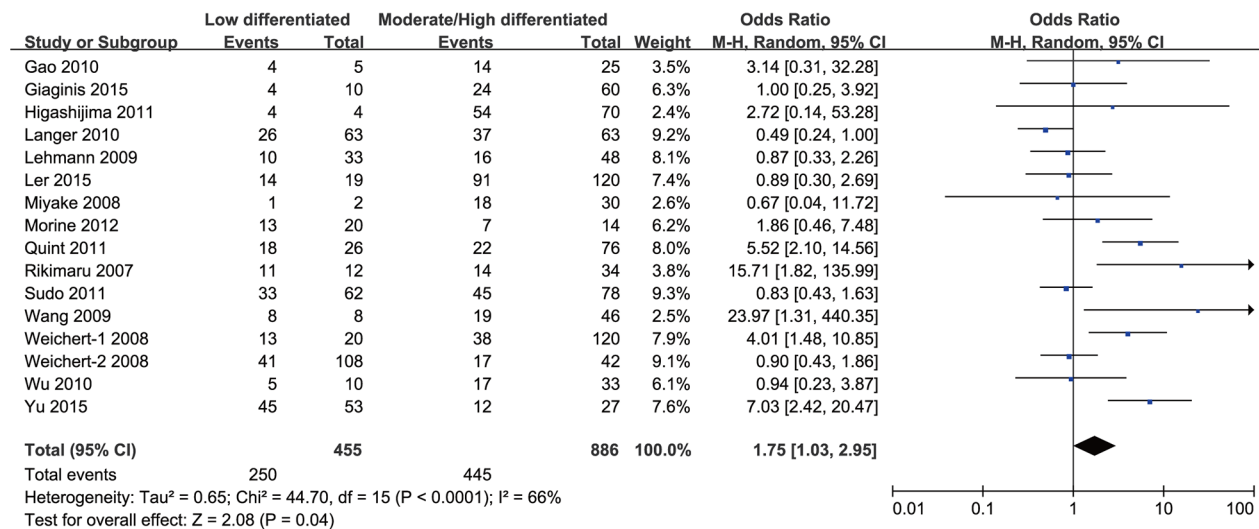 Low differentiated Moderate/High differentiated Odds Ratio Odds Ratio
Study or Subgroup Events Total Events Total Weight M-H, Random, 95% CI M-H, Random, 95% CI
Gao 2010 4 5 14 25 3.5% 3.14 [0.31, 32.28]
Giaginis 2015 4 10 24 60 6.3% 1.00 [0.25, 3.92]
Higashijima 2011 4 4 54 70 2.4% 2.72 [0.14, 53.28]
Langer 2010 26 63 37 63 9.2% 0.49 [0.24, 1.00]
Lehmann 2009 10 33 16 48 8.1% 0.87 [0.33, 2.26]
Ler 2015 14 19 91 120 7.4% 0.89 [0.30, 2.69]
Miyake 2008 1 2 18 30 2.6% 0.67 [0.04, 11.72]
Morine 2012 13 20 7 14 6.2% 1.86 [0.46, 7.48]
Quint 2011 18 26 22 76 8.0% 5.52 [2.10, 14.56]
Rikimaru 2007 11 12 14 34 3.8% 15.71 [1.82, 135.99]
Sudo 2011 33 62 45 78 9.3% 0.83 [0.43, 1.63]
Wang 2009 8 8 19 46 2.5% 23.97 [1.31, 440.35]
Weichert-1 2008 13 20 38 120 7.9% 4.01 [1.48, 10.85]
Weichert-2 2008 41 108 17 42 9.1% 0.90 [0.43, 1.86]
Wu 2010 5 10 17 33 6.1% 0.94 [0.23, 3.87]
Yu 2015 45 53 12 27 7.6% 7.03 [2.42, 20.47]
Total (95% CI) 455 886 100.0% 1.75 [1.03, 2.95]
Total events 250 445
Heterogeneity: Tau² = 0.65; Chi² = 44.70, df = 15 (P < 0.0001); I² = 66%
Test for overall effect: Z = 2.08 (P = 0.04)
0.01 0.1 1 10 100